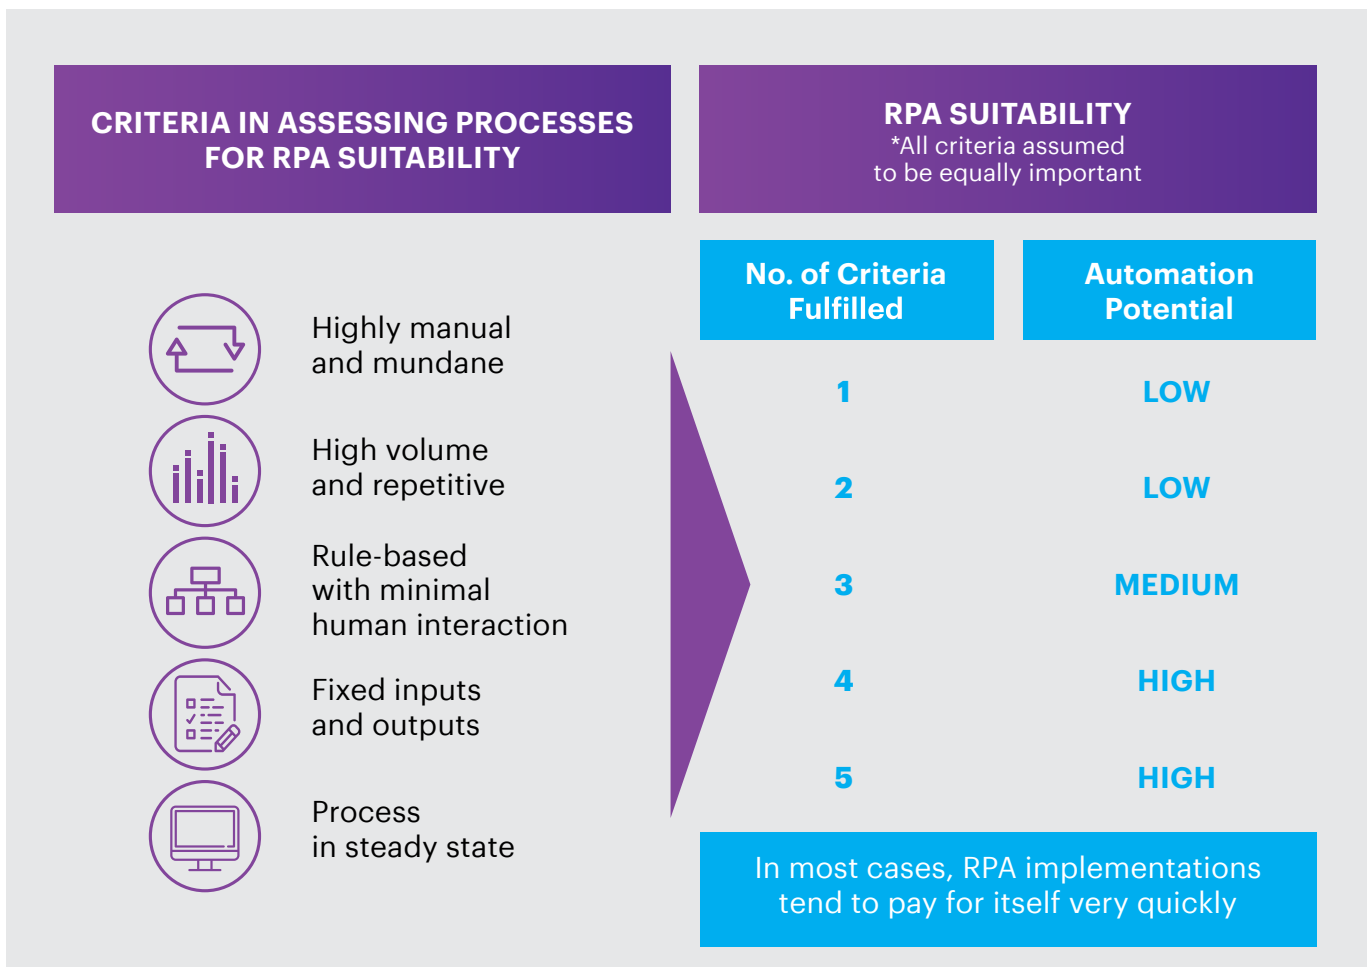 CRITERIA IN ASSESSING PROCESSES
FOR RPA SUITABILITY
Highly manual
and mundane
High volume
and repetitive
Rule-based
with minimal
human interaction
Fixed inputs
and outputs
Process
in steady state
RPA SUITABILITY
*All criteria assumed
to be equally important
No. of Criteria
Fulfilled
Automation
Potential
1 LOW
2 LOW
3 MEDIUM
4 HIGH
5 HIGH
In most cases, RPA implementations
tend to pay for itself very quickly